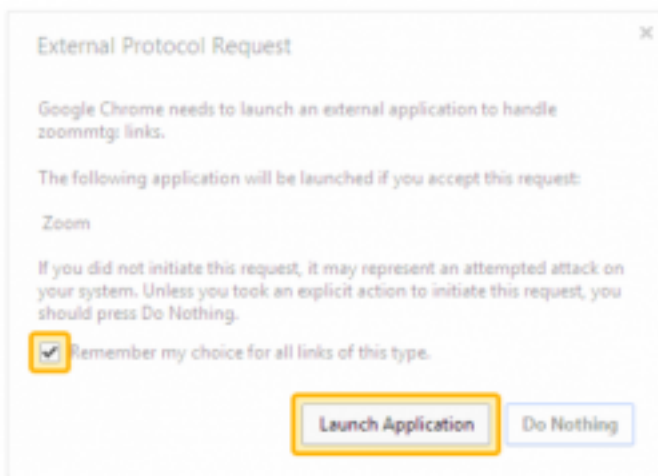 External Protocol Request
Google Chrome needs to launch an external application to handle
zoommtg: links.
The following application will be launched if you accept this request:
Zoom
If you did not initiate this request, it may represent an attempted attack on
your system. Unless you took an explicit action to initiate this request, you
should press Do Nothing.
Remember my choice for all links of this type.
Launch Application Do Nothing